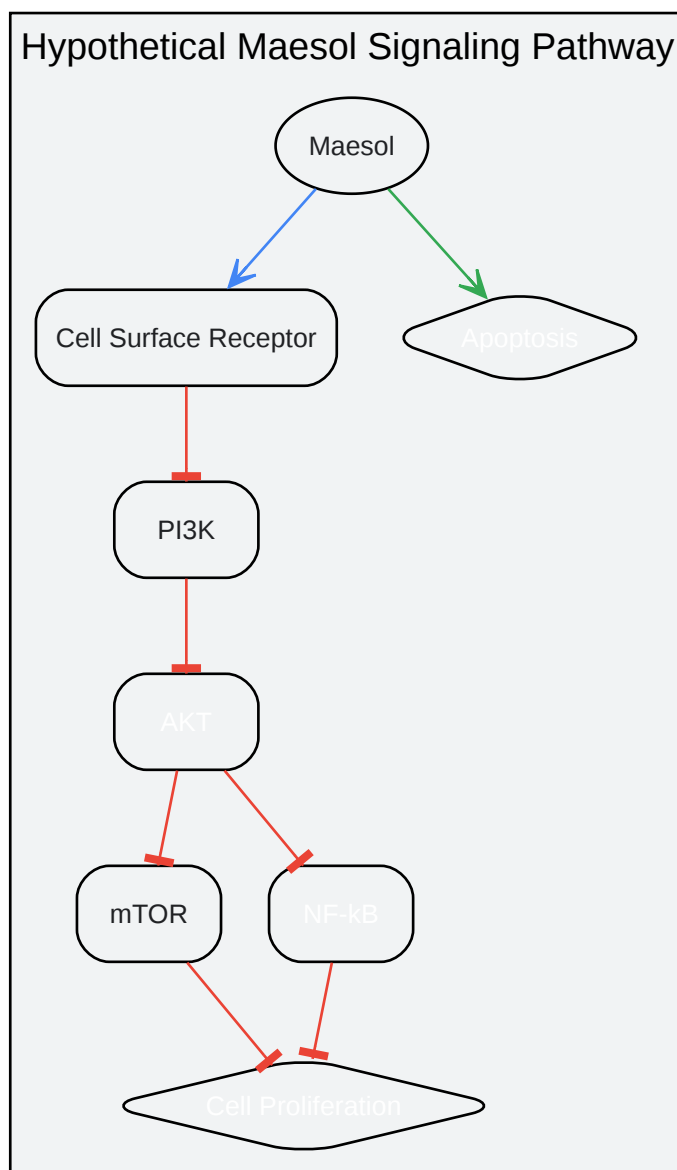 Hypothetical Maesol Signaling Pathway
Maesol
Cell Surface Receptor
Apoptosis
PI3K
AKT
mTOR
NF-kB
Cell Proliferation